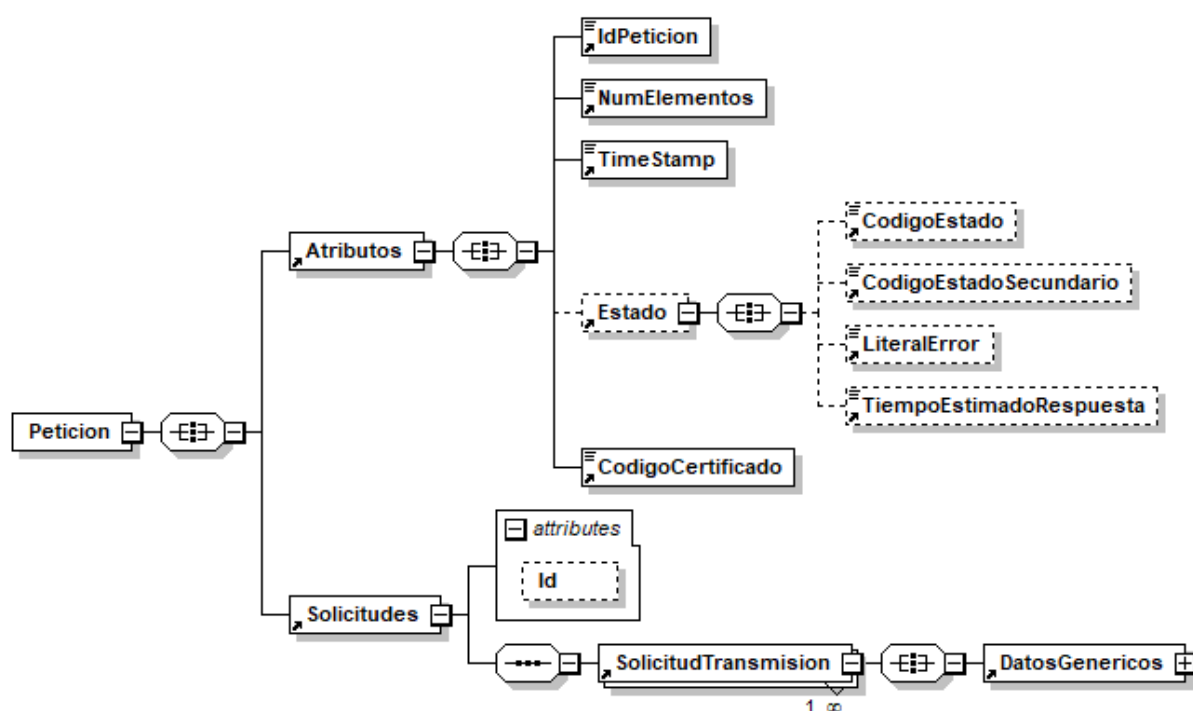 IdPeticion
NumElementos
TimeStamp
CodigoEstado
Atributos
CodigoEstadoSecundario
Estado
LiteralError
TiempoEstimadoRespuesta
Peticion
CodigoCertificado
attributes
Id
Solicitudes
SolicitudTransmision
DatosGenericos
1..∞